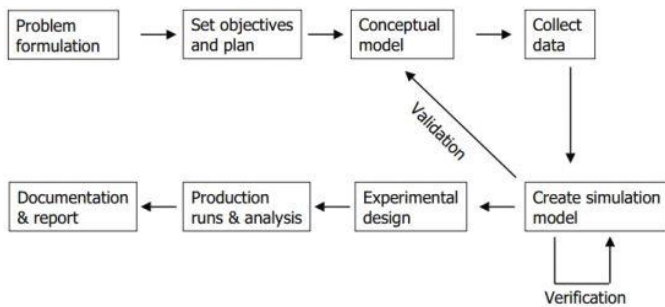 Problem
formulation
Set objectives
and plan
Conceptual
model
Collect
data
Validation
Documentation
& report
Production
runs & analysis
Experimental
design
Create simulation
model
Verification